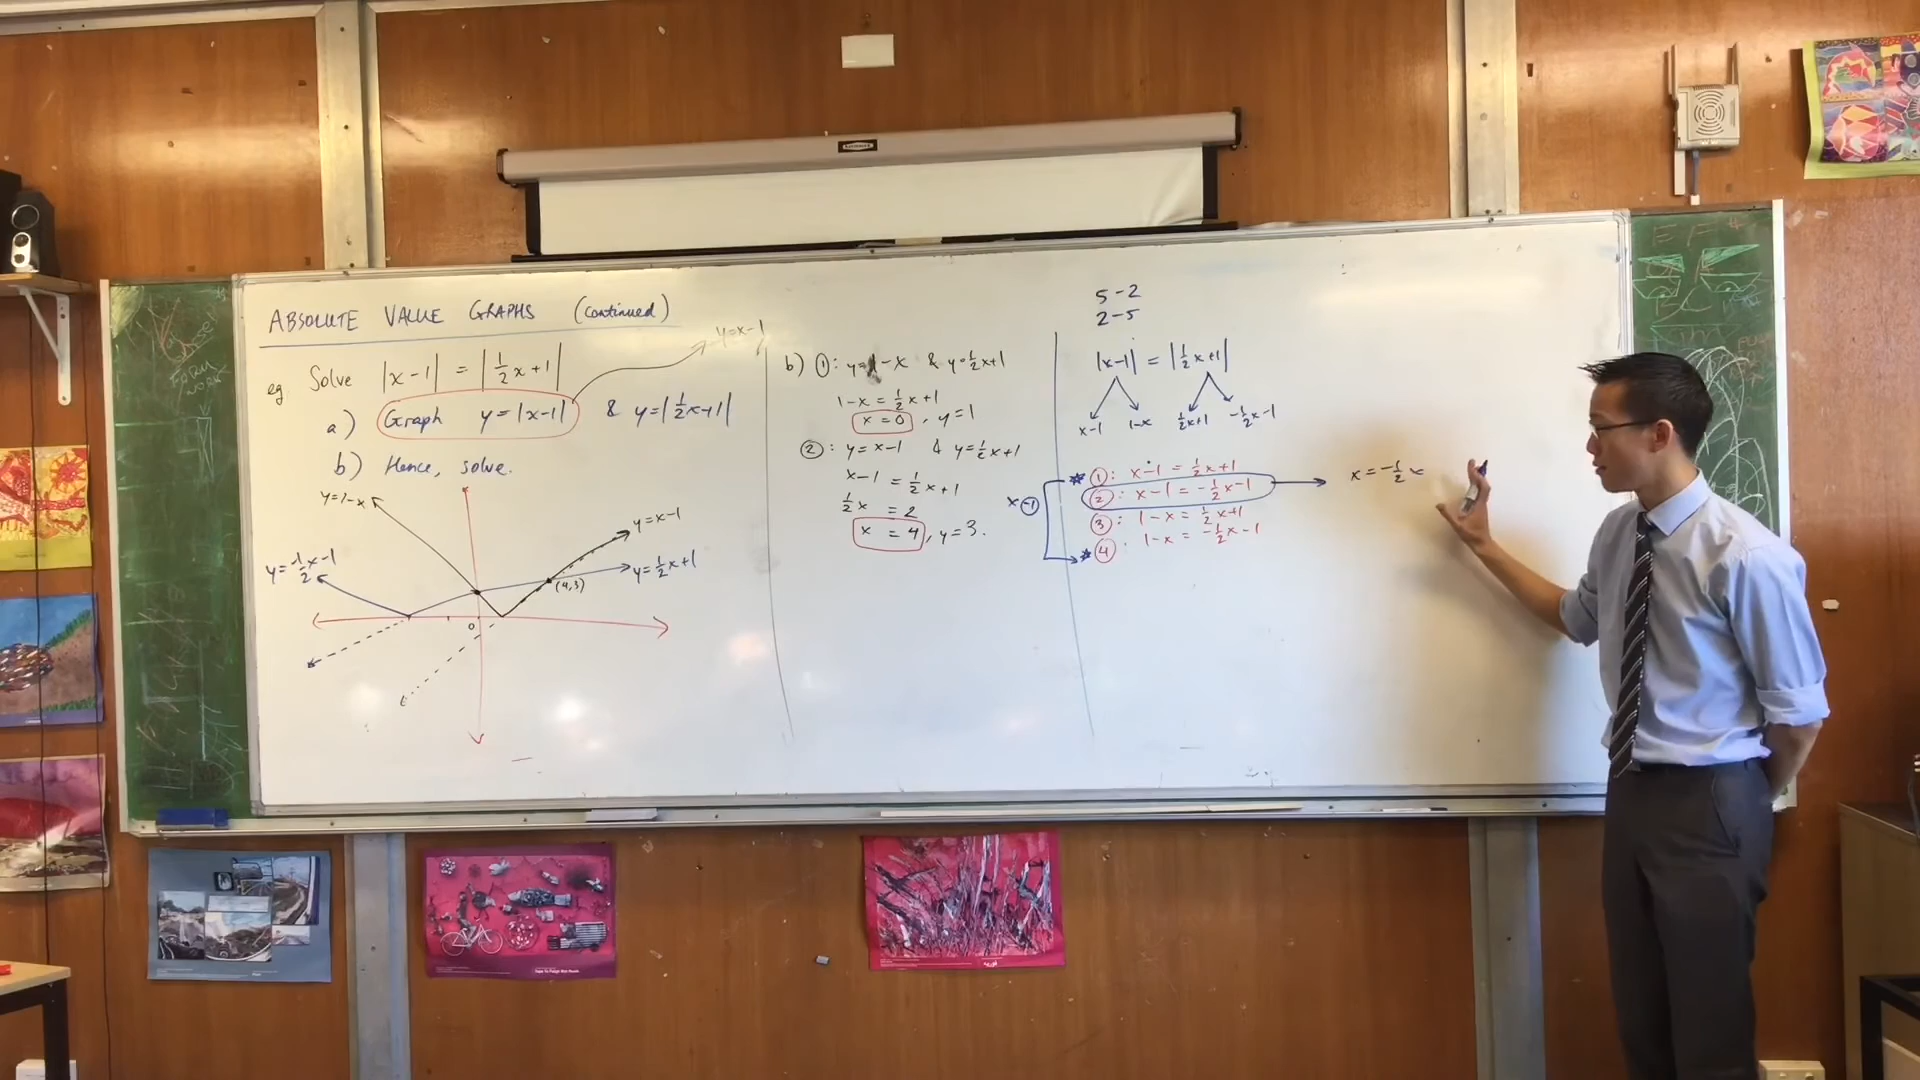 ABSOLUTE VALUE GRAPHS (continued)
eg. Solve |x-1| = |½x+1|
y=x-1
a) Graph y=|x-1| & y=|½x+1|
b) Hence, solve.
y=1-x
y=x-1
y=-½x-1
y=½x+1
(4,3)
0
b) ①: y=1-x & y=½x+1
1-x = ½x+1
x=0, y=1
②: y=x-1 & y=½x+1
x-1 = ½x+1
½x = 2
x = 4, y=3.
5-2
2-5
|x-1| = |½x+1|
x-1 1-x ½x+1 -½x-1
①: x-1 = ½x+1
②: x-1 = -½x-1
③: 1-x = ½x+1
④: 1-x = -½x-1
x = -½x